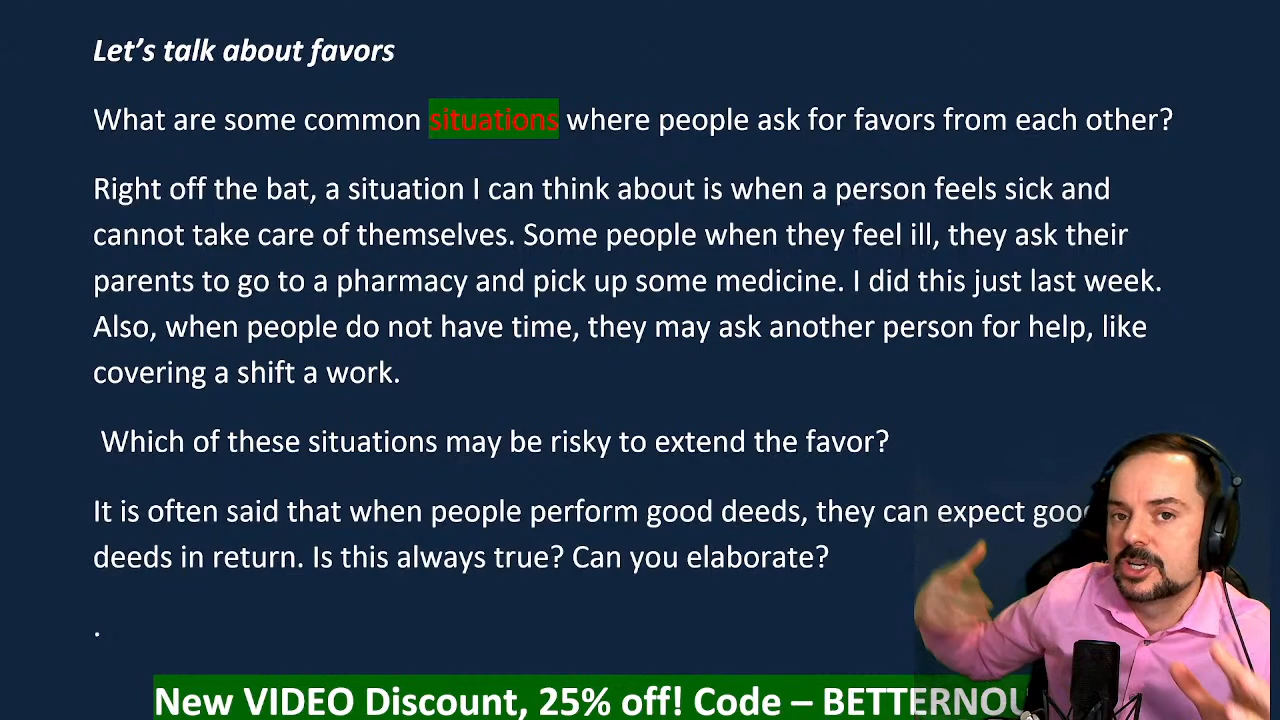 Let's talk about favors
What are some common situations where people ask for favors from each other?
Right off the bat, a situation I can think about is when a person feels sick and
cannot take care of themselves. Some people when they feel ill, they ask their
parents to go to a pharmacy and pick up some medicine. I did this just last week.
Also, when people do not have time, they may ask another person for help, like
covering a shift a work.
Which of these situations may be risky to extend the favor?
It is often said that when people perform good deeds, they can expect
deeds in return. Is this always true? Can you elaborate?
.
New VIDEO Discount, 25% off! Code –